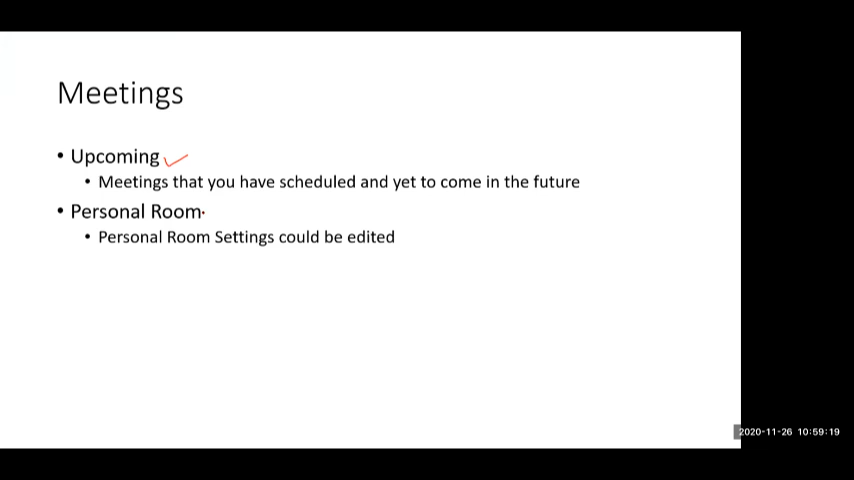 Meetings
• Upcoming
• Meetings that you have scheduled and yet to come in the future
• Personal Room
• Personal Room Settings could be edited
2020-11-26 10:59:19